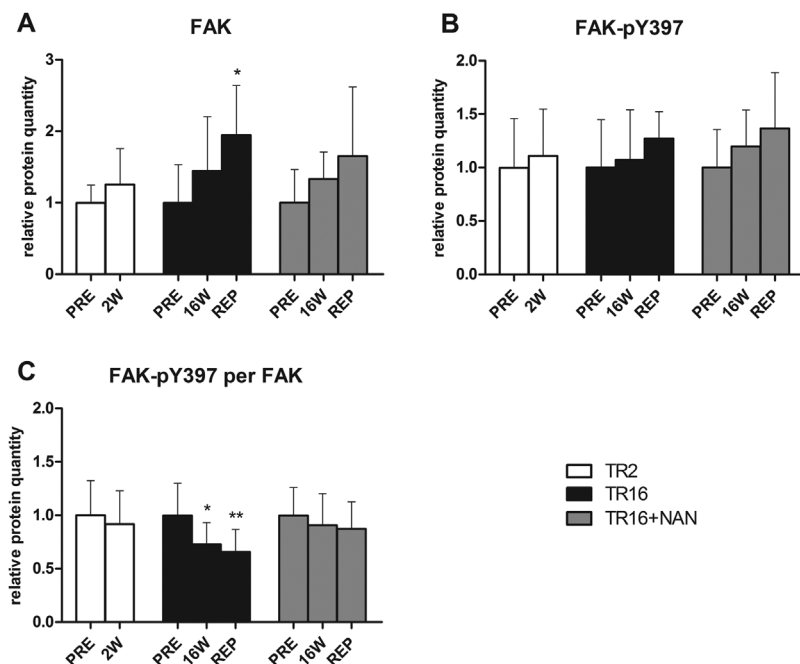 A
FAK
relative protein quantity
3
2
1
0
*
PRE
2W
PRE
16W
REP
PRE
16W
REP
B
FAK-pY397
relative protein quantity
2.0
1.5
1.0
0.5
0.0
PRE
2W
PRE
16W
REP
PRE
16W
REP
C
FAK-pY397 per FAK
relative protein quantity
2.0
1.5
1.0
0.5
0.0
*
**
PRE
2W
PRE
16W
REP
PRE
16W
REP
TR2
TR16
TR16+NAN